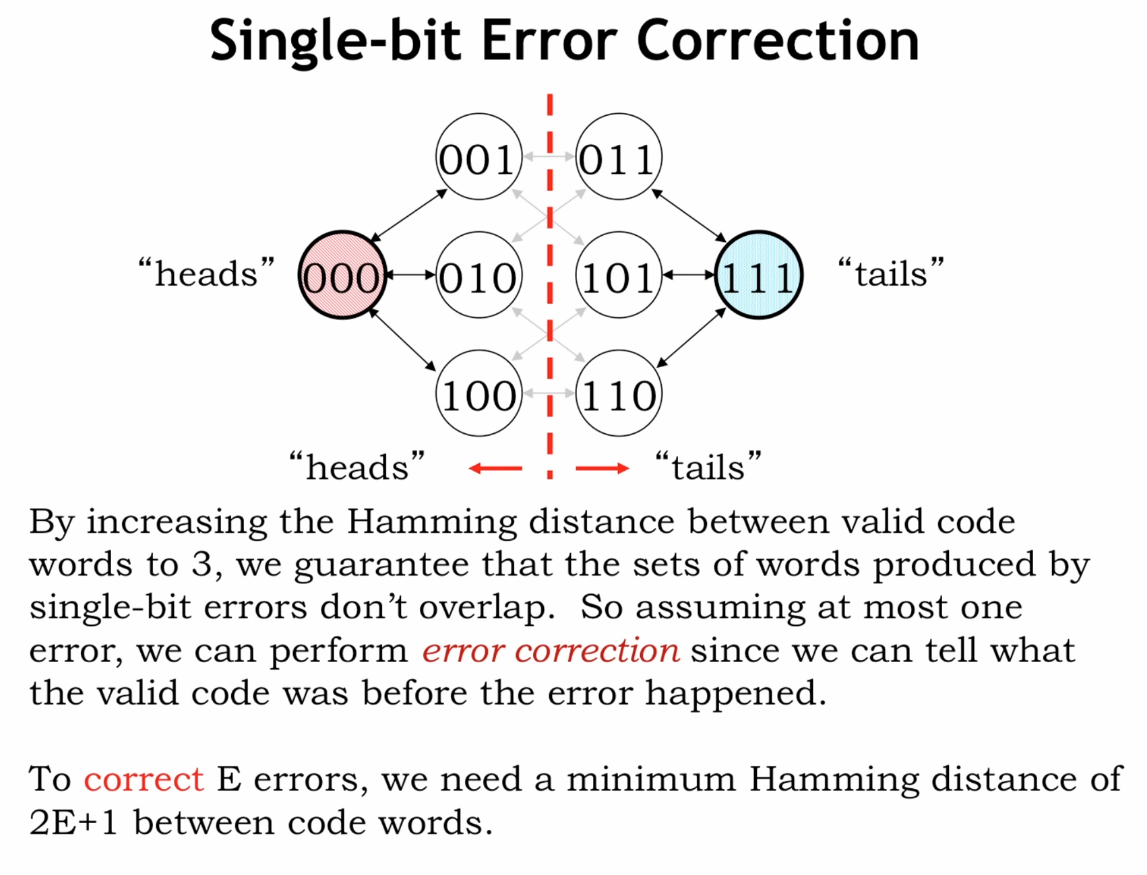 Single-bit Error Correction
001 011
“heads” 000 010 101 111 “tails”
100 110
“heads” “tails”
By increasing the Hamming distance between valid code
words to 3, we guarantee that the sets of words produced by
single-bit errors don’t overlap. So assuming at most one
error, we can perform error correction since we can tell what
the valid code was before the error happened.
To correct E errors, we need a minimum Hamming distance of
2E+1 between code words.